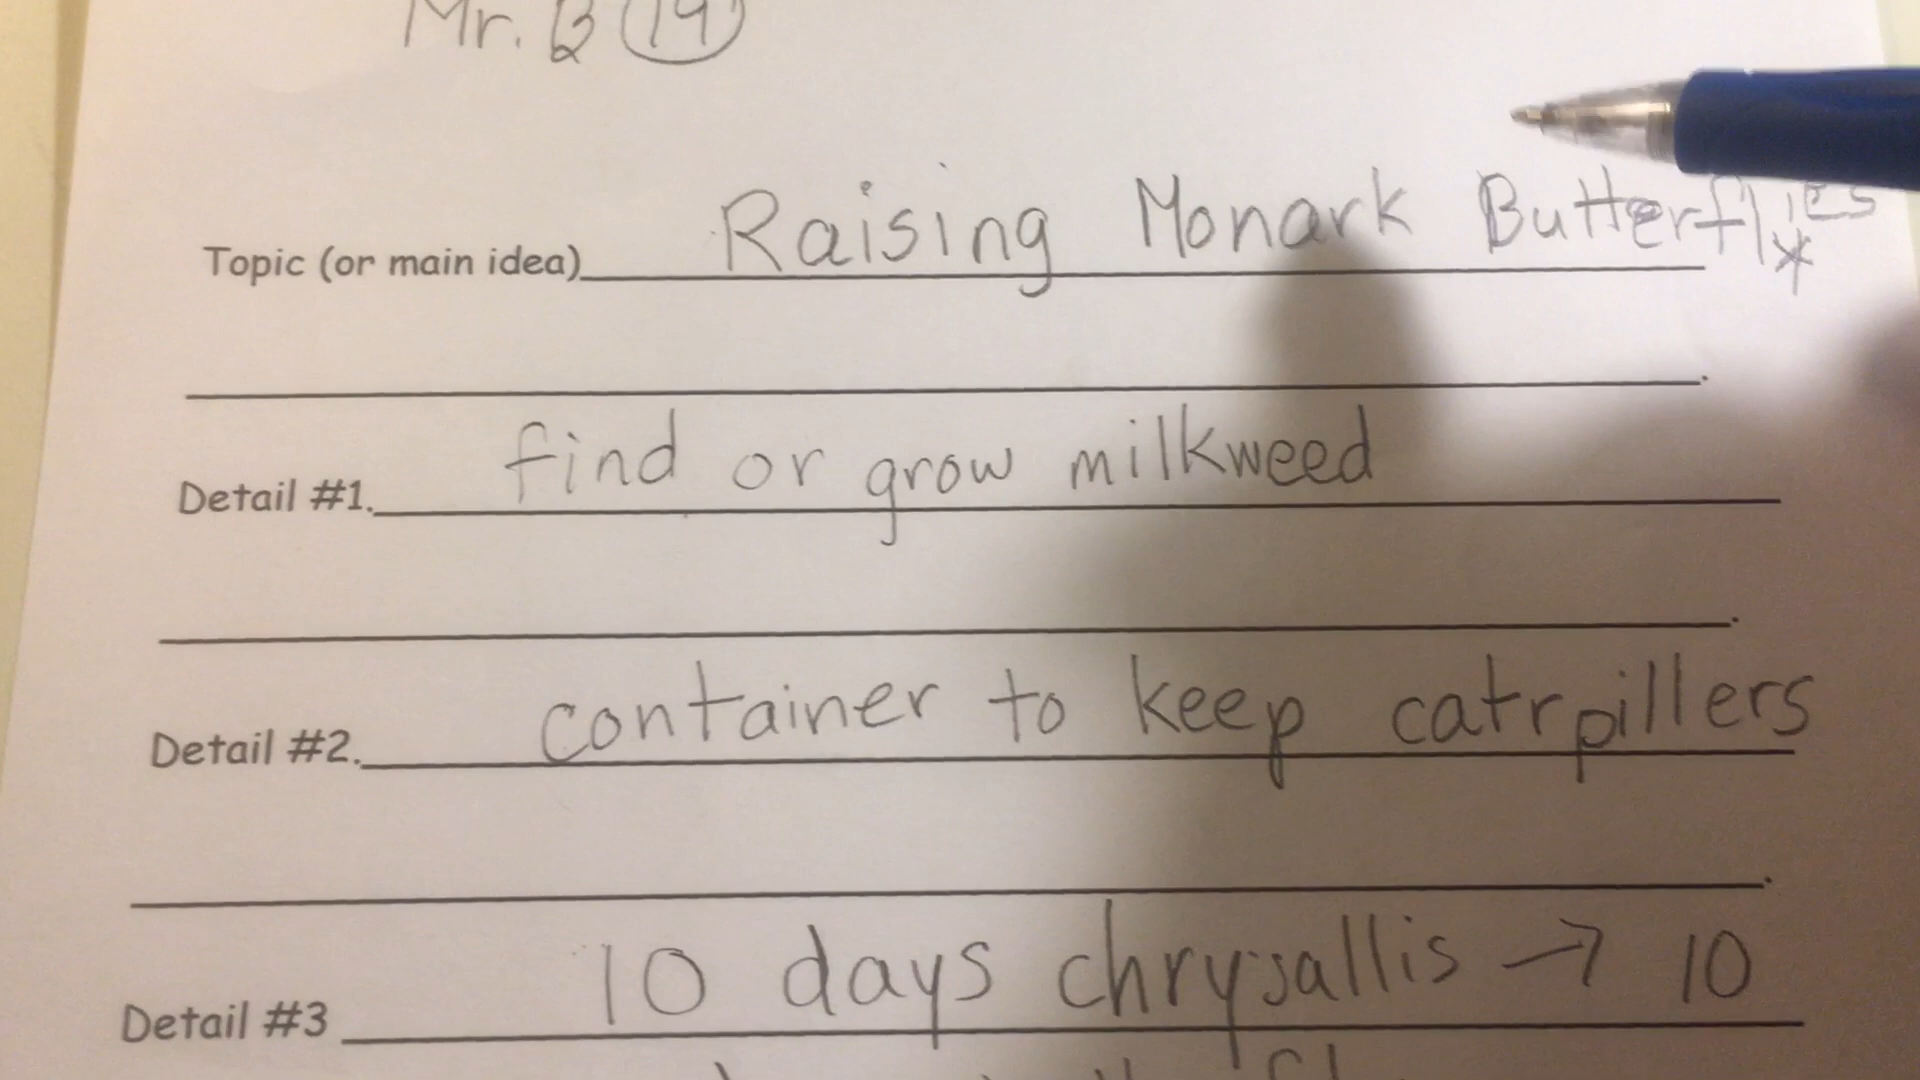 Mr. B 19
Topic (or main idea) Raising Monark Butterflies
.
Detail #1. find or grow milkweed
.
Detail #2. container to keep catrpillers
.
Detail #3 10 days chrysallis → 10